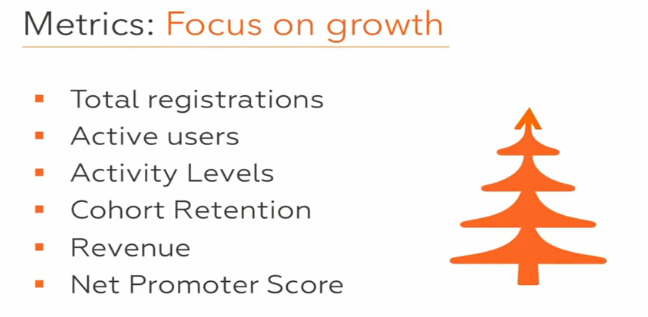 Metrics: Focus on growth
Total registrations
Active users
Activity Levels
Cohort Retention
Revenue
Net Promoter Score